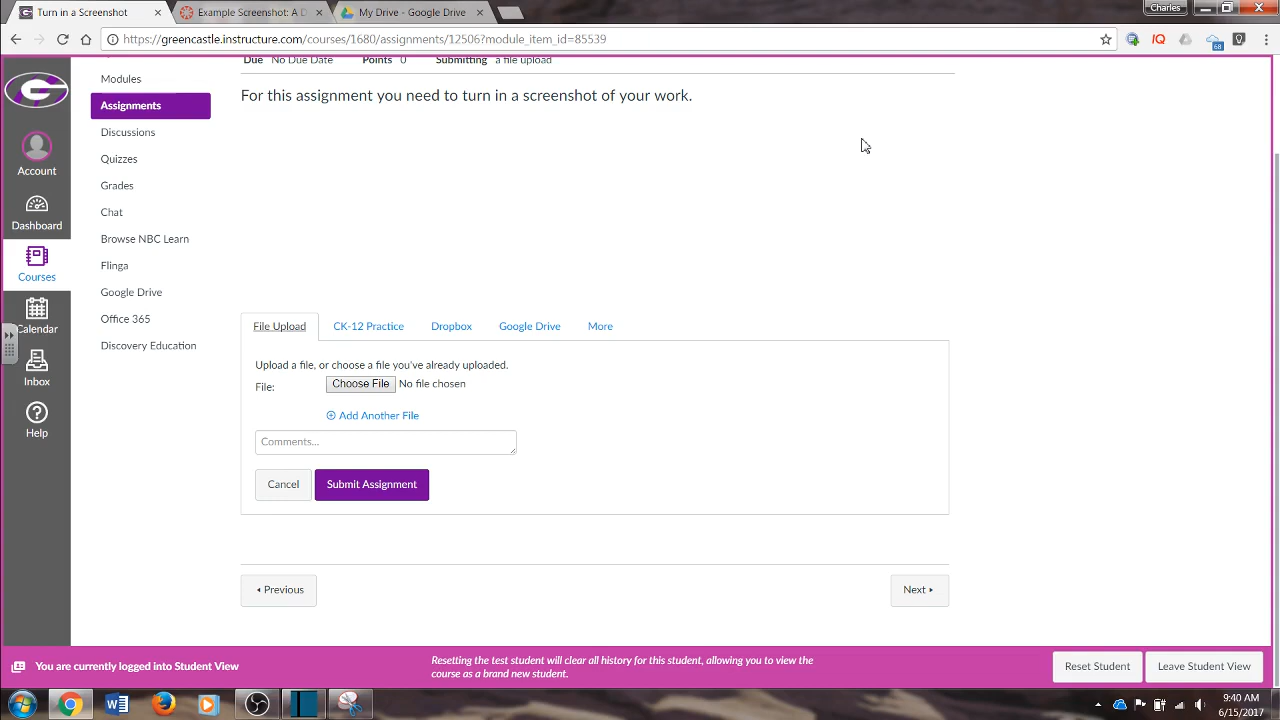 Turn in a Screenshot
Example Screenshot: A D
My Drive - Google Drive
Charles
https://greencastle.instructure.com/courses/1680/assignments/12506?module_item_id=85539
IQ
68
Due No Due Date Points 0 Submitting a file upload
For this assignment you need to turn in a screenshot of your work.
G
Account
Dashboard
Courses
Calendar
Inbox
Help
Modules
Assignments
Discussions
Quizzes
Grades
Chat
Browse NBC Learn
Flinga
Google Drive
Office 365
Discovery Education
File Upload CK-12 Practice Dropbox Google Drive More
Upload a file, or choose a file you've already uploaded.
File: Choose File No file chosen
Add Another File
Comments...
Cancel Submit Assignment
Previous Next
You are currently logged into Student View
Resetting the test student will clear all history for this student, allowing you to view the
course as a brand new student.
Reset Student Leave Student View
9:40 AM
6/15/2017